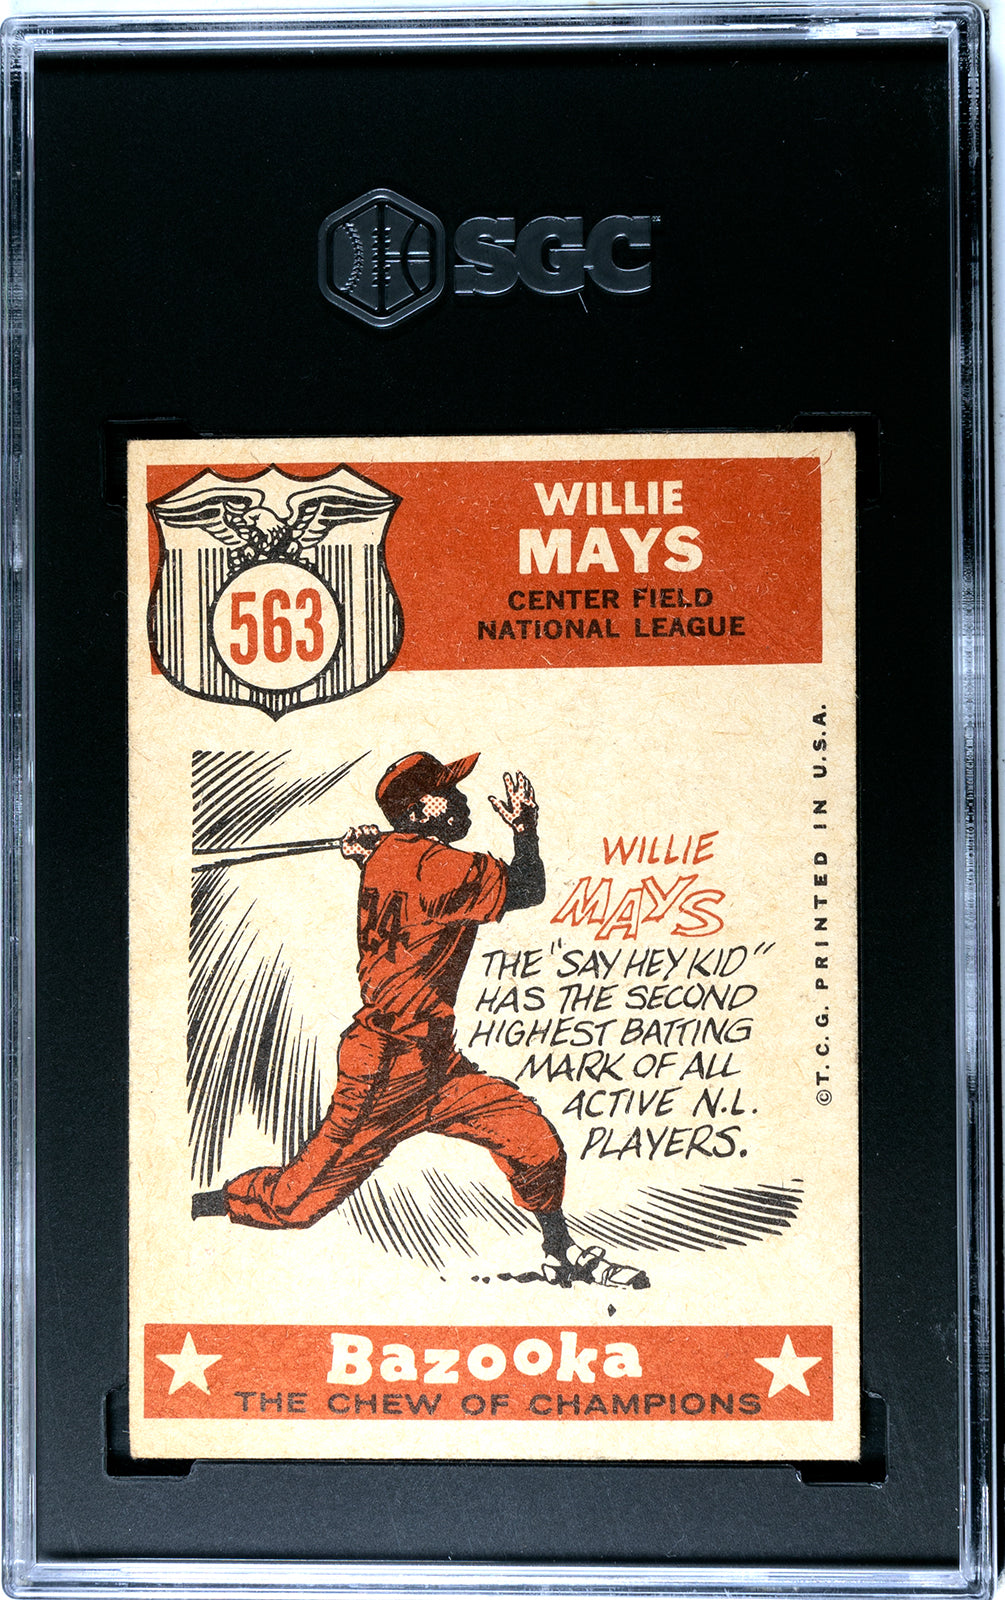 SGC
WILLIE
MAYS
CENTER FIELD
NATIONAL LEAGUE
563
24
WILLIE
MAYS
THE "SAY HEY KID"
HAS THE SECOND
HIGHEST BATTING
MARK OF ALL
ACTIVE N.L.
PLAYERS.
©T.C.G. PRINTED IN U.S.A.
Bazooka
THE CHEW OF CHAMPIONS